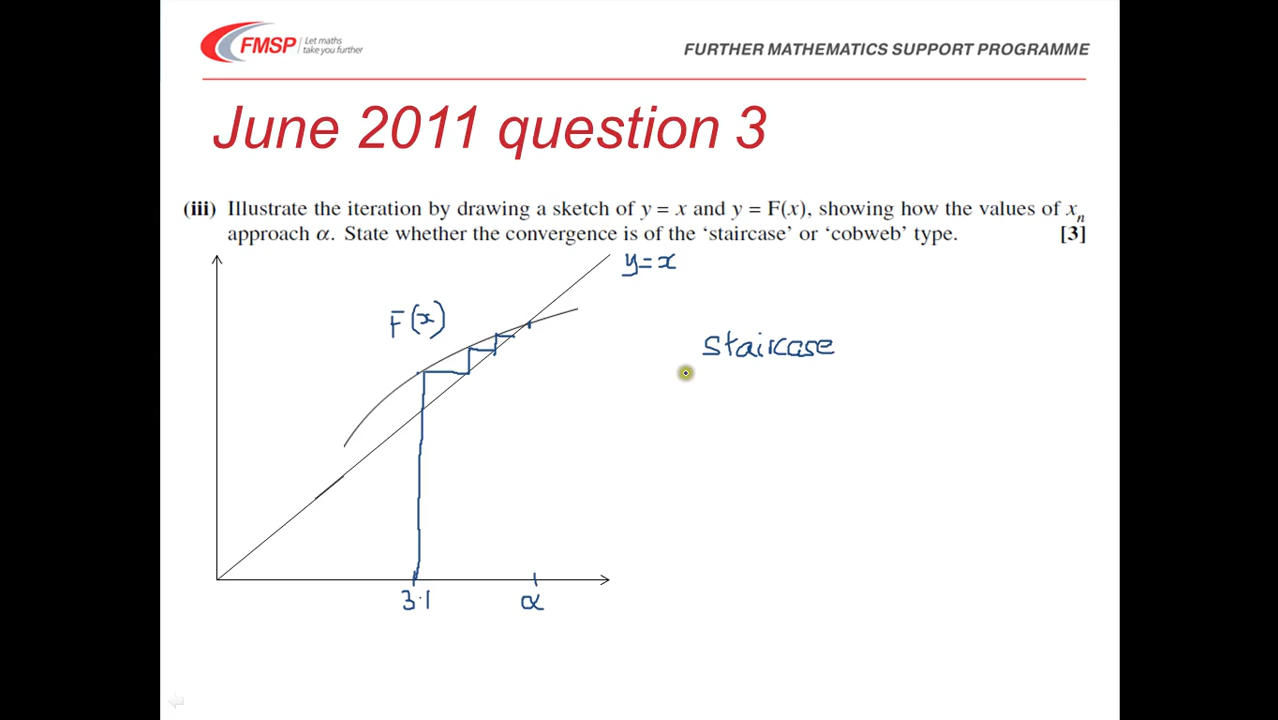 FMSP Let maths
take you further
FURTHER MATHEMATICS SUPPORT PROGRAMME
June 2011 question 3
(iii) Illustrate the iteration by drawing a sketch of y = x and y = F(x), showing how the values of xₙ
approach α. State whether the convergence is of the ‘staircase’ or ‘cobweb’ type. [3]
y=x
F(x)
staircase
3·1 α